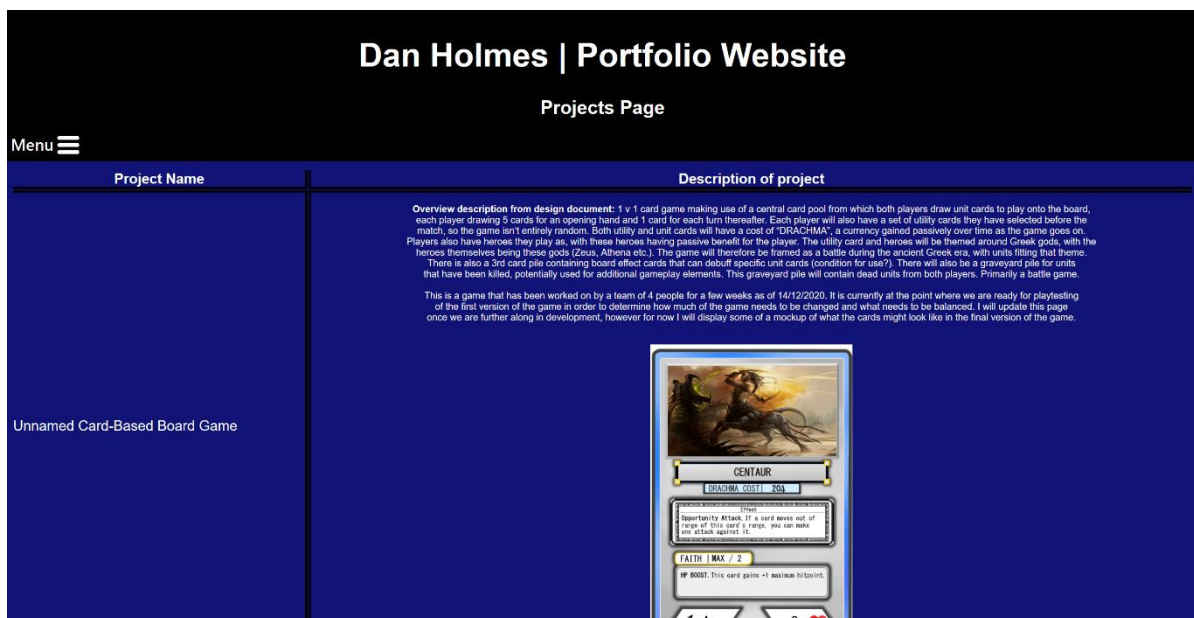 Dan Holmes | Portfolio Website
Projects Page
Menu
Project Name
Description of project
Overview description from design document: 1 v 1 card game making use of a central card pool from which both players draw unit cards to play onto the board,
each player drawing 5 cards for an opening hand and 1 card for each turn thereafter. Each player will also have a set of utility cards they have selected before the
match, so the game isn't entirely random. Both utility and unit cards will have a cost of "DRACHMA", a currency gained passively over time as the game goes on.
Players also have heroes they play as, with these heroes having passive benefit for the player. The utility card and heroes will be themed around Greek gods, with the
heroes themselves being these gods (Zeus, Athena etc.). The game will therefore be framed as a battle during the ancient Greek era, with units fitting that theme.
There is also a 3rd card pile containing board effect cards that can debuff specific unit cards (condition for use?). There will also be a graveyard pile for units
that have been killed, potentially used for additional gameplay elements. This graveyard pile will contain dead units from both players. Primarily a battle game.
This is a game that has been worked on by a team of 4 people for a few weeks as of 14/12/2020. It is currently at the point where we are ready for playtesting
of the first version of the game in order to determine how much of the game needs to be changed and what needs to be balanced. I will update this page
once we are further along in development, however for now I will display some of a mockup of what the cards might look like in the final version of the game.
Unnamed Card-Based Board Game
CENTAUR
DRACHMA COST|
Effect
Opportunity Attack. If a card moves out of
range of this card's range, you can make
one attack against it.
FAITH | MAX / 2
HP BOOST. This card gains +1 maximum hitpoint.